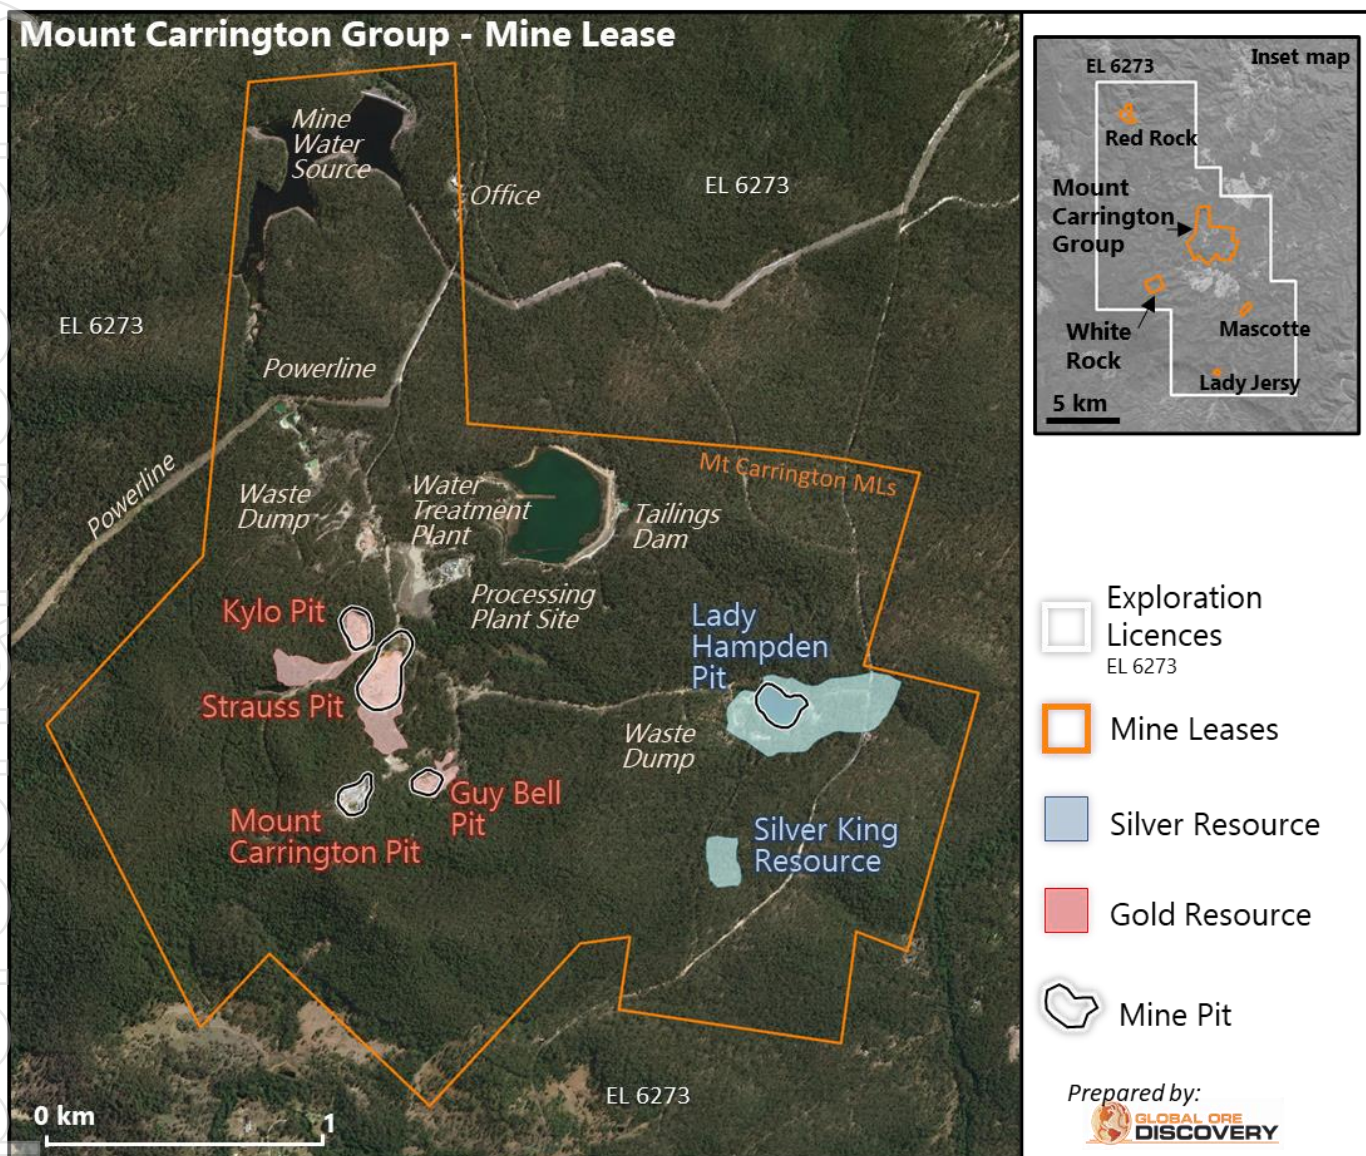 Mount Carrington Group - Mine Lease
Mine
Water
Source
Office
EL 6273
EL 6273
Powerline
Powerline
Waste
Dump
Water
Treatment
Plant
Tailings
Dam
Mt Carrington MLs
Processing
Plant Site
Kylo Pit
Strauss Pit
Lady
Hampden
Pit
Waste
Dump
Mount
Carrington Pit
Guy Bell
Pit
Silver King
Resource
EL 6273
0 km
1
Inset map
EL 6273
Red Rock
Mount
Carrington
Group
White
Rock
Mascotte
Lady Jersy
5 km
Exploration
Licences
EL 6273
Mine Leases
Silver Resource
Gold Resource
Mine Pit
Prepared by:
GLOBAL ORE
DISCOVERY